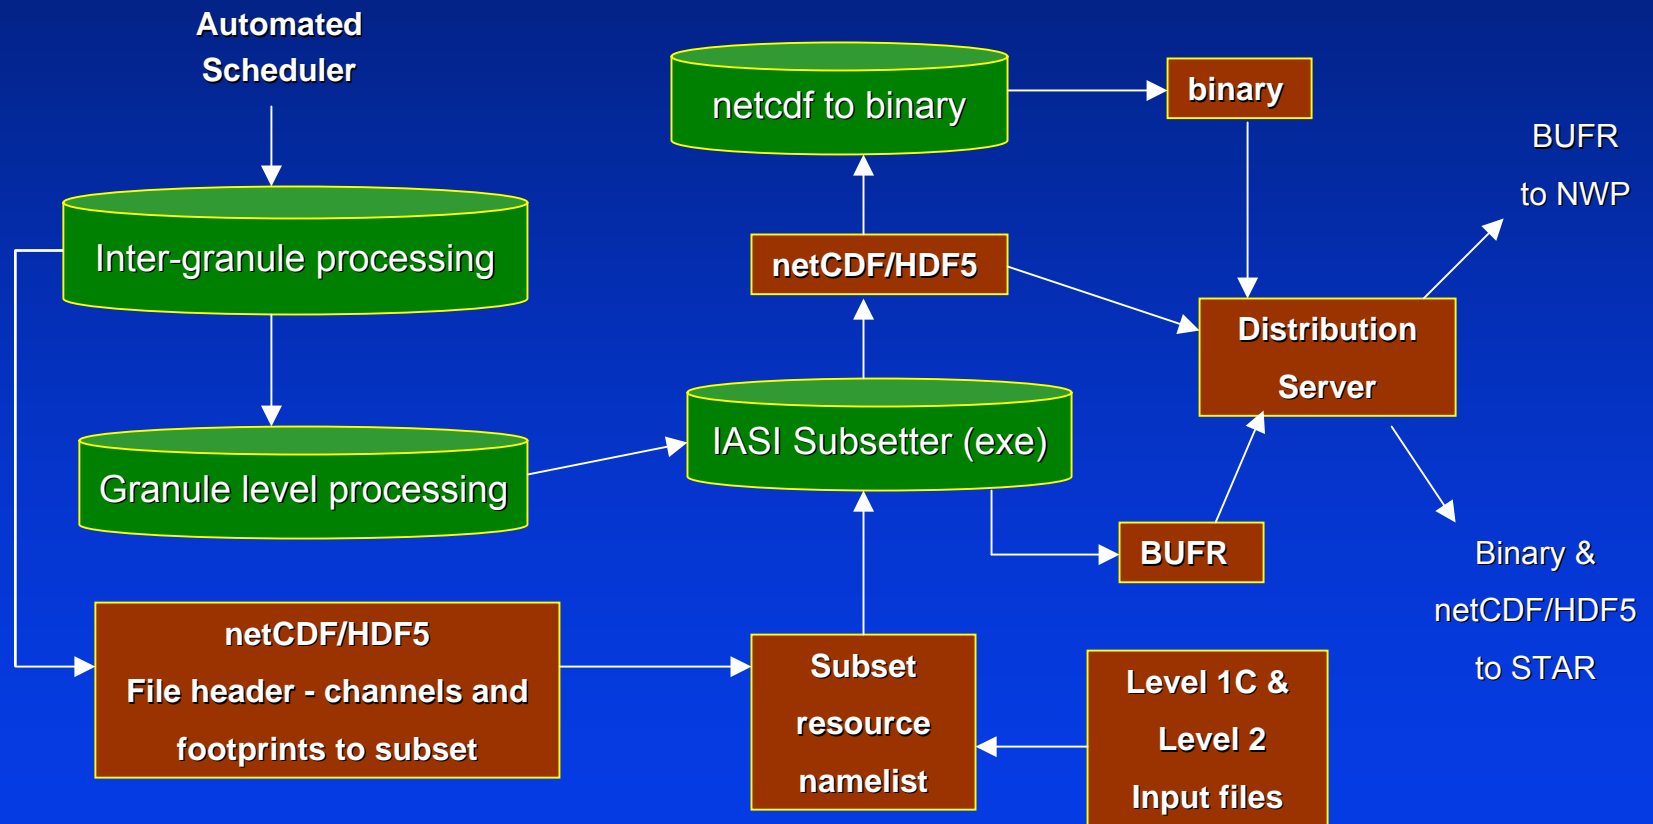 Automated
Scheduler
netcdf to binary
binary
BUFR
to NWP
Inter-granule processing
netCDF/HDF5
Distribution
Server
IASI Subsetter (exe)
Granule level processing
BUFR
Binary &
netCDF/HDF5
to STAR
netCDF/HDF5
File header - channels and
footprints to subset
Subset
resource
namelist
Level 1C &
Level 2
Input files